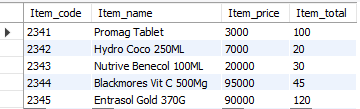 Item_code Item_name Item_price Item_total
2341 Promag Tablet 3000 100
2342 Hydro Coco 250ML 7000 20
2343 Nutrive Benecol 100ML 20000 30
2344 Blackmores Vit C 500Mg 95000 45
2345 Entrasol Gold 370G 90000 120